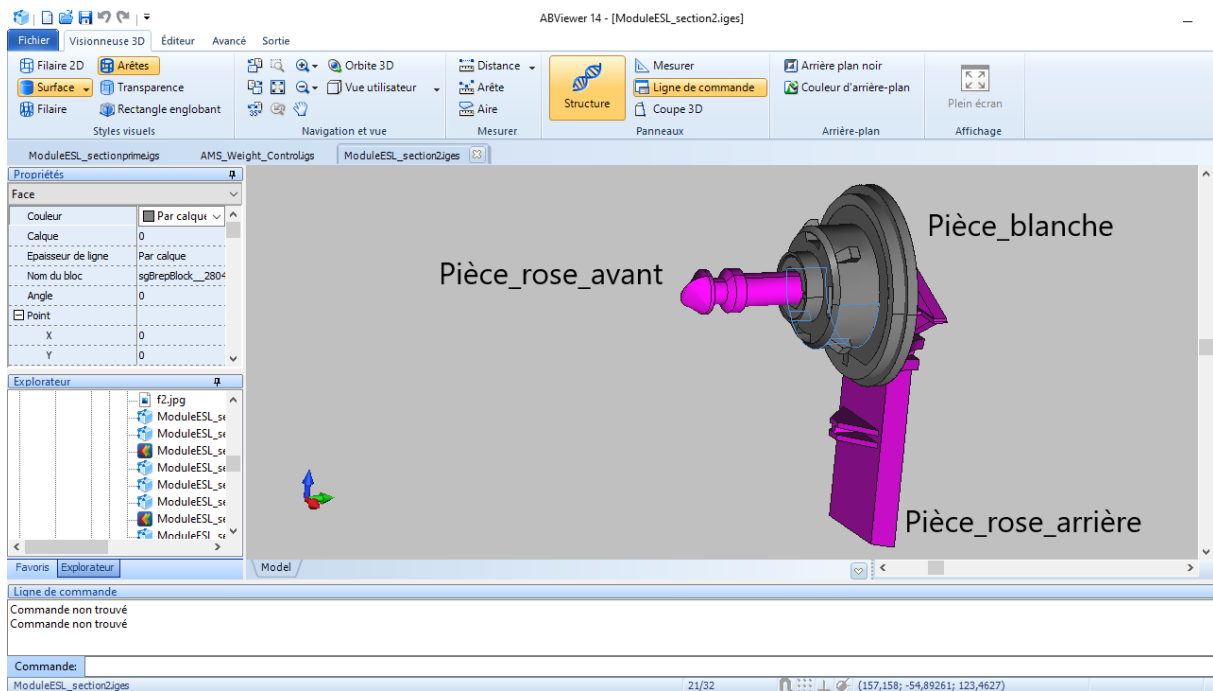 ABViewer 14 - [ModuleESL_section2.iges]
Fichier Visionneuse 3D Éditeur Avancé Sortie
Filaire 2D Arêtes Orbite 3D Distance Mesurer Arrière plan noir
Surface Transparence Vue utilisateur Arête Structure Ligne de commande Couleur d'arrière-plan Plein écran
Filaire Rectangle englobant Aire Coupe 3D
Styles visuels Navigation et vue Mesurer Panneaux Arrière-plan Affichage
ModuleESL_sectionprime.igs AMS_Weight_Control.igs ModuleESL_section2.iges
Propriétés
Face
Couleur Par calque
Calque 0
Epaisseur de ligne Par calque
Nom du bloc sgBrepBlock__2804
Angle 0
Point
X 0
Y 0
Pièce_blanche
Pièce_rose_avant
Pièce_rose_arrière
Explorateur
f2.jpg
ModuleESL_se
ModuleESL_se
ModuleESL_se
ModuleESL_se
ModuleESL_se
ModuleESL_se
ModuleESL_se
ModuleESL_se
Favoris Explorateur Model
Ligne de commande
Commande non trouvé
Commande non trouvé
Commande:
ModuleESL_section2.iges 21/32 (157,158; -54,89261; 123,4627)